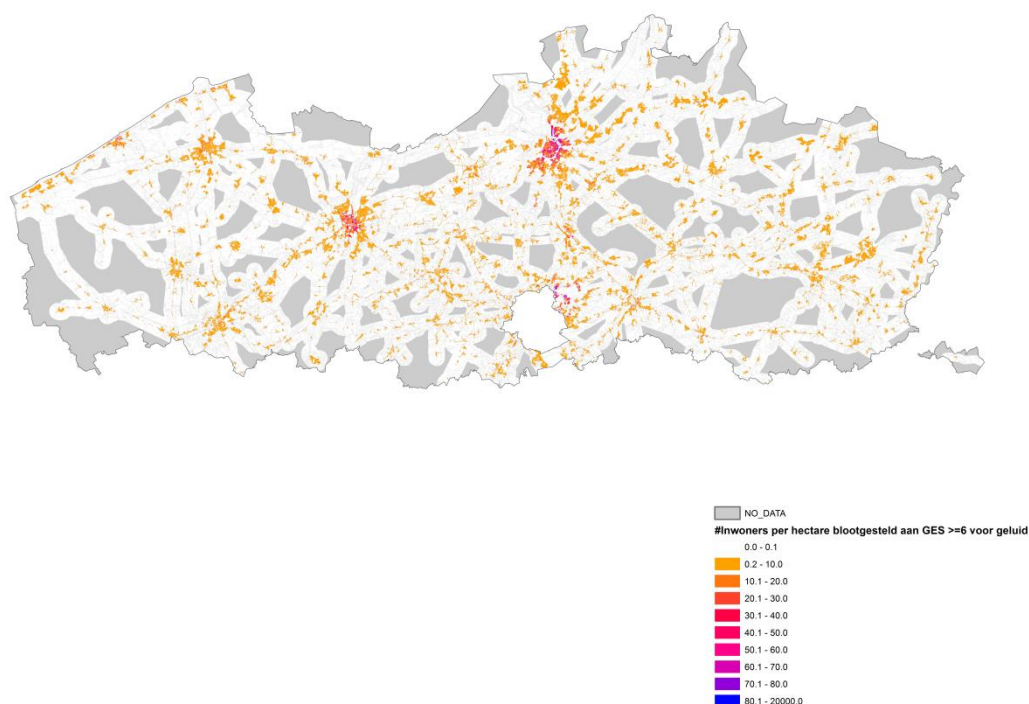 NO_DATA
#Inwoners per hectare blootgesteld aan GES >=6 voor geluid
0.0 - 0.1
0.2 - 10.0
10.1 - 20.0
20.1 - 30.0
30.1 - 40.0
40.1 - 50.0
50.1 - 60.0
60.1 - 70.0
70.1 - 80.0
80.1 - 20000.0